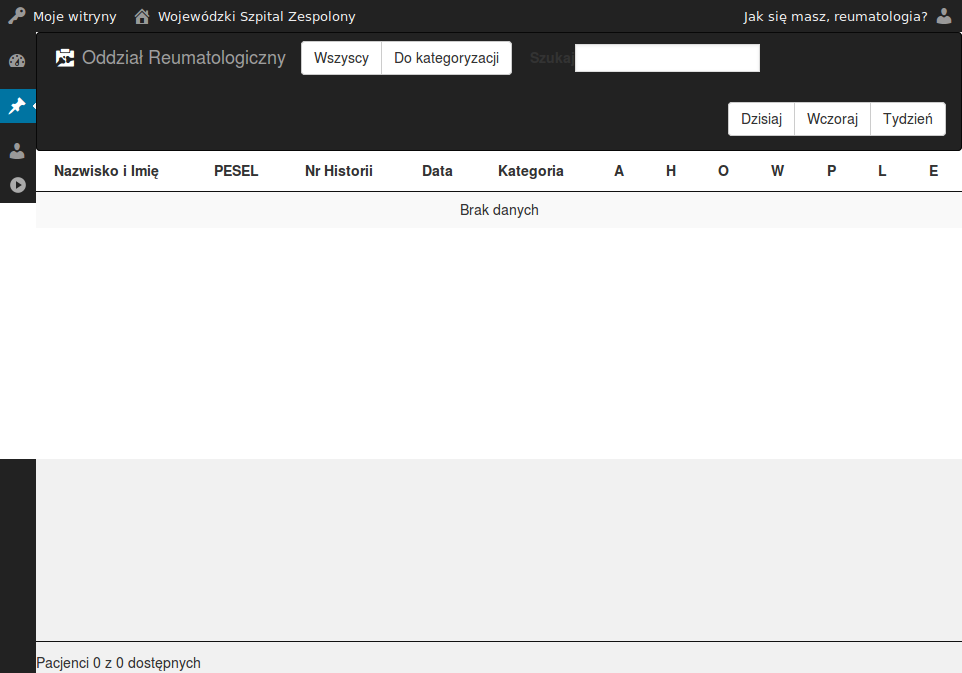 Moje witryny Wojewódzki Szpital Zespolony Jak się masz, reumatologia?
Oddział Reumatologiczny Wszyscy Do kategoryzacji Szukaj
Dzisiaj Wczoraj Tydzień
Nazwisko i Imię PESEL Nr Historii Data Kategoria A H O W P L E
Brak danych
Pacjenci 0 z 0 dostępnych